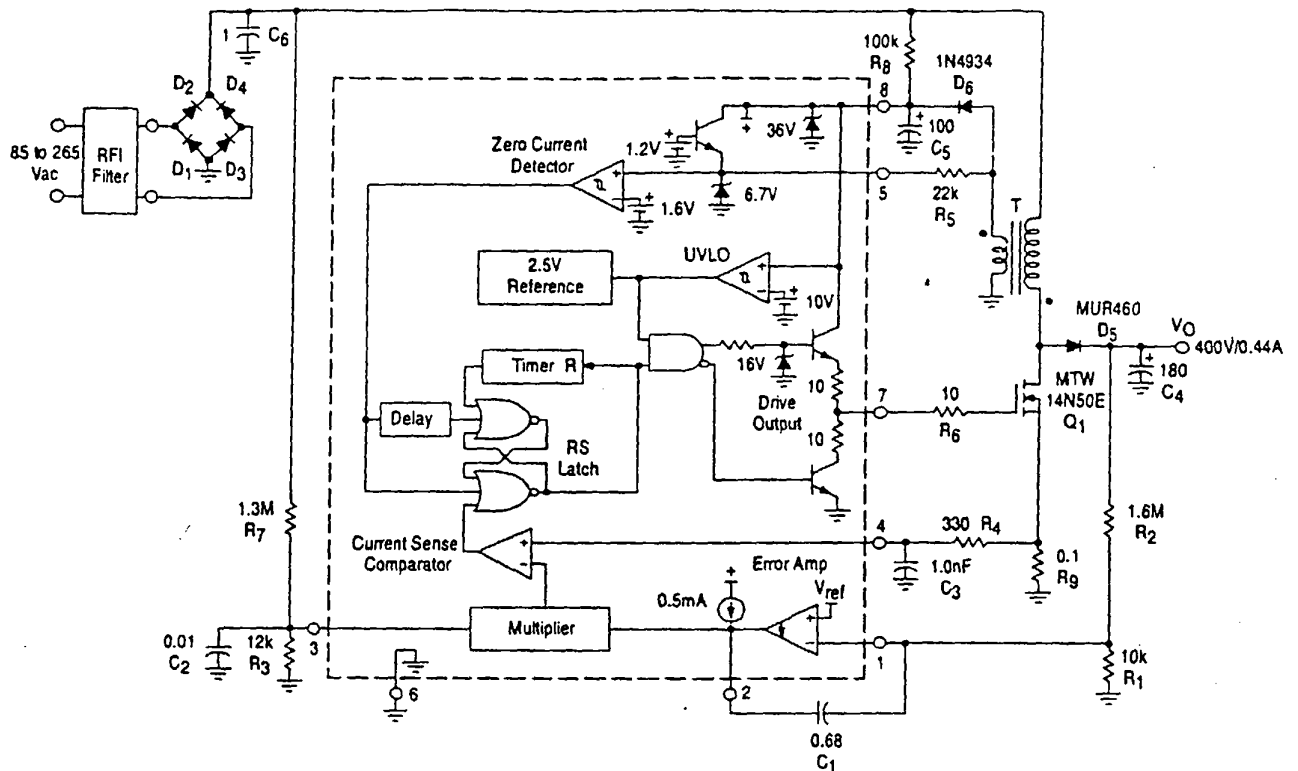 1
C6
D2
D4
D1
D3
85 to 265
Vac
RFI
Filter
100k
R8
1N4934
D6
8
100
C5
36V
1.2V
Zero Current
Detector
+
1.6V
6.7V
5
22k
R5
T
UVLO
2.5V
Reference
+
−
10V
MUR460
D5
VO
400V/0.44A
180
C4
16V
10
Drive
Output
10
7
10
R6
MTW
14N50E
Q1
Timer R
Delay
RS
Latch
1.3M
R7
Current Sense
Comparator
+
−
4
330 R4
1.0nF
C3
0.1
R9
1.6M
R2
Error Amp
Vref
0.5mA
Multiplier
+
−
1
10k
R1
0.01
C2
12k
R3
3
6
2
0.68
C1